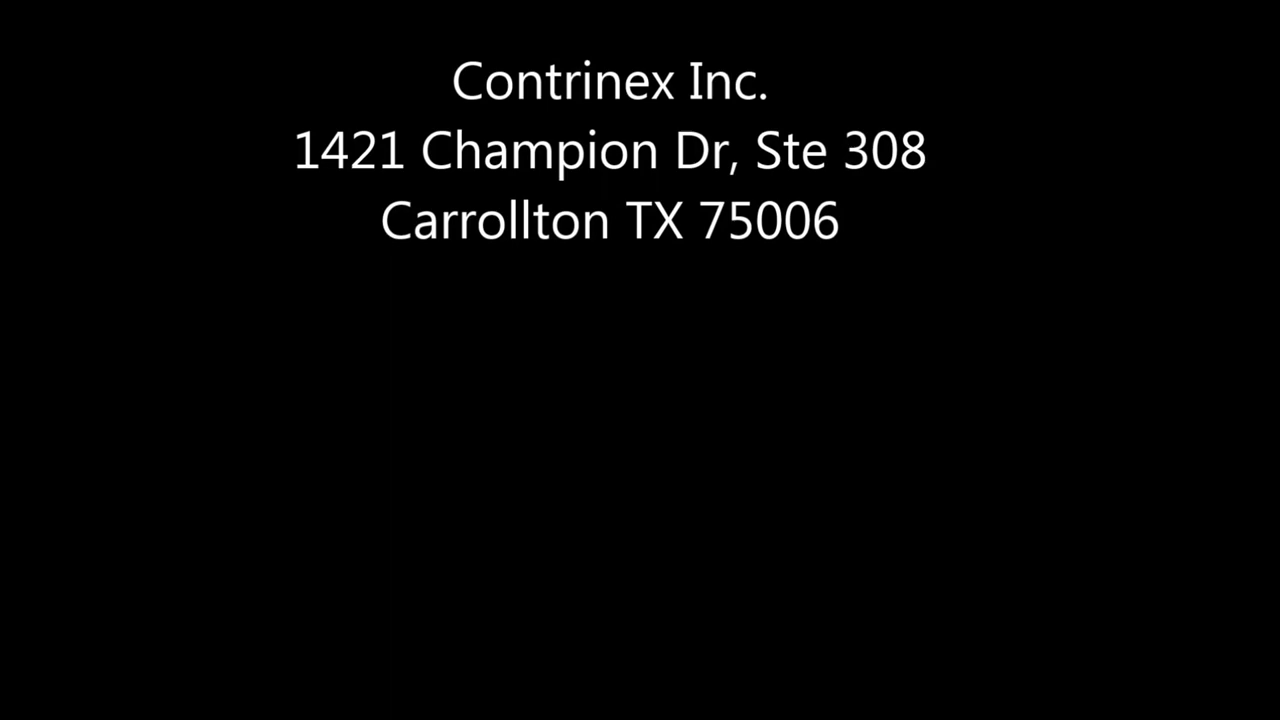 Contrinex Inc.
1421 Champion Dr, Ste 308
Carrollton TX 75006